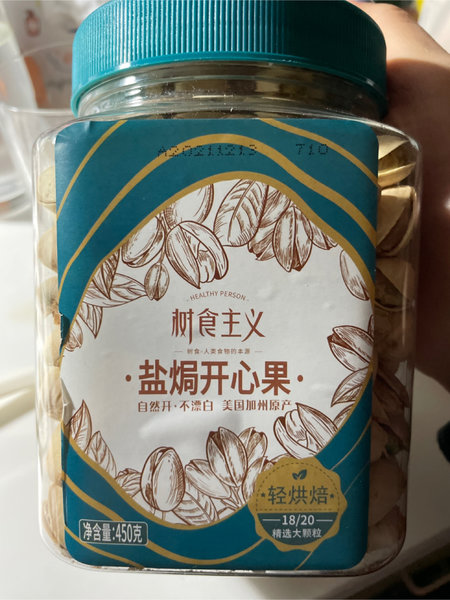 A20211213 710
· HEALTHY PERSON ·
树食主义
树食·人类食物的本源
·盐焗开心果·
自然开·不漂白 美国加州原产
轻烘焙
18/20
精选大颗粒
净含量:450克